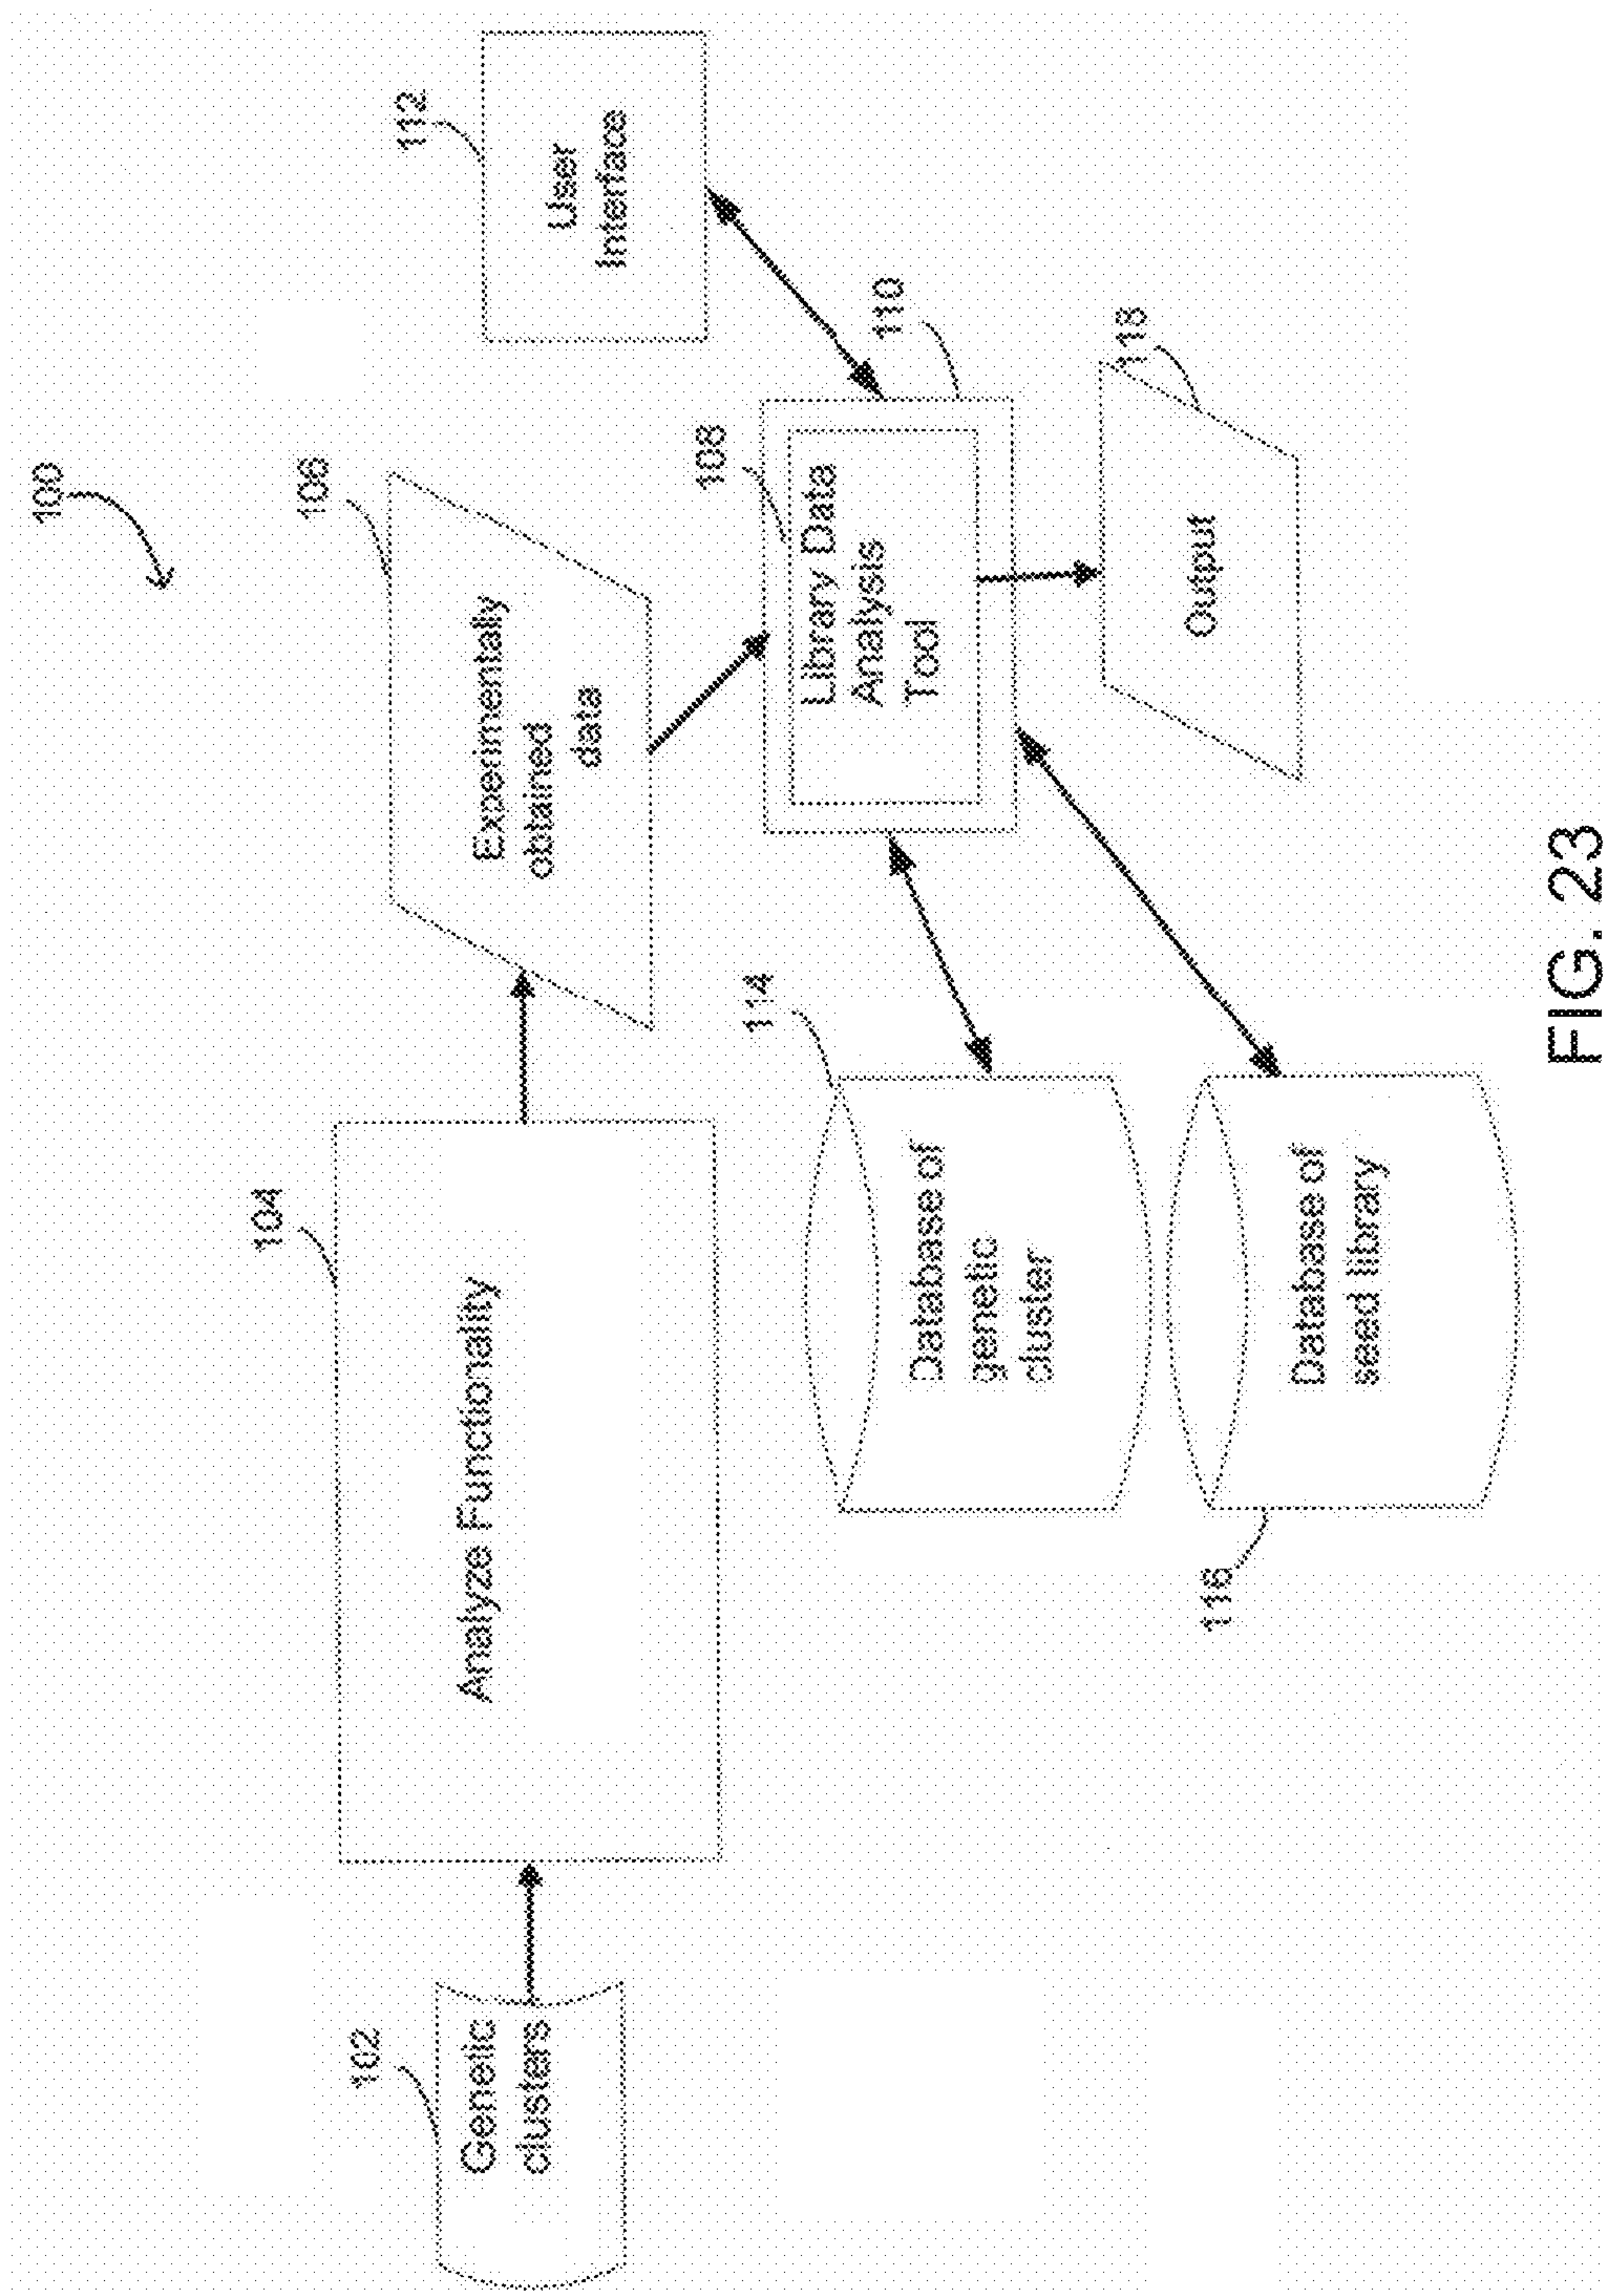 100
102
Genetic
clusters
104
Analyze Functionality
106
Experimentally
obtained
data
112
User
Interface
108
Library Data
Analysis
Tool
110
114
Database of
genetic
cluster
116
Database of
seed library
118
Output
FIG. 23